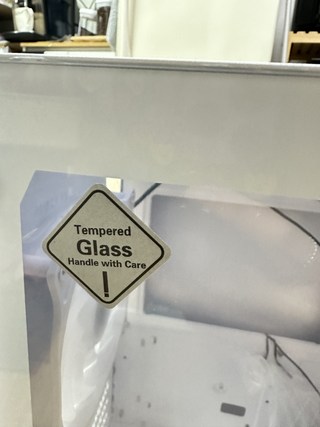 Tempered
Glass
Handle with Care
!